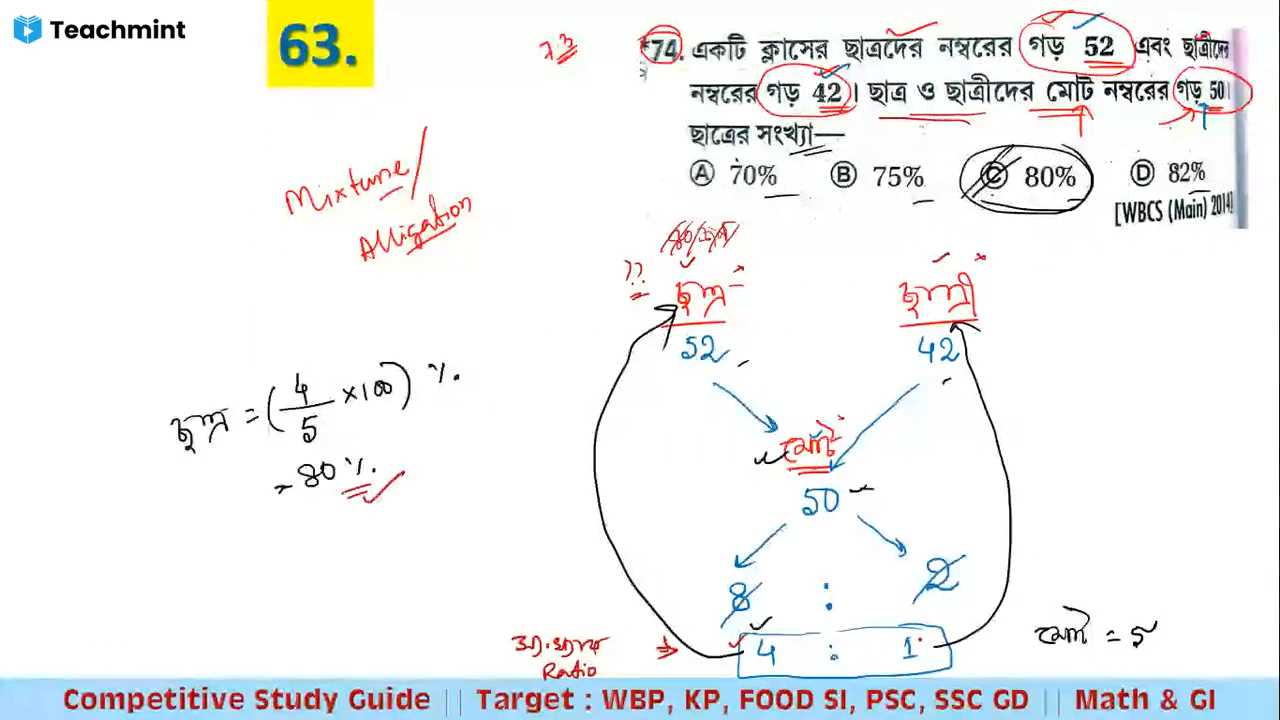 Teachmint
63.
74. একটি ক্লাসের ছাত্রদের নম্বরের গড় 52 এবং ছাত্রীদের
নম্বরের গড় 42। ছাত্র ও ছাত্রীদের মোট নম্বরের গড় 50।
ছাত্রের সংখ্যা—
A 70% B 75% C 80% D 82%
[WBCS (Main) 2014]
Mixture/
Alligation
??
ছাত্র
ছাত্রী
52
42
মোট
50
8 : 2
4 : 1
Ratio
মোট = 5
ছাত্র = (4/5 ×100) %.
= 80%.
Competitive Study Guide || Target : WBP, KP, FOOD SI, PSC, SSC GD || Math & GI